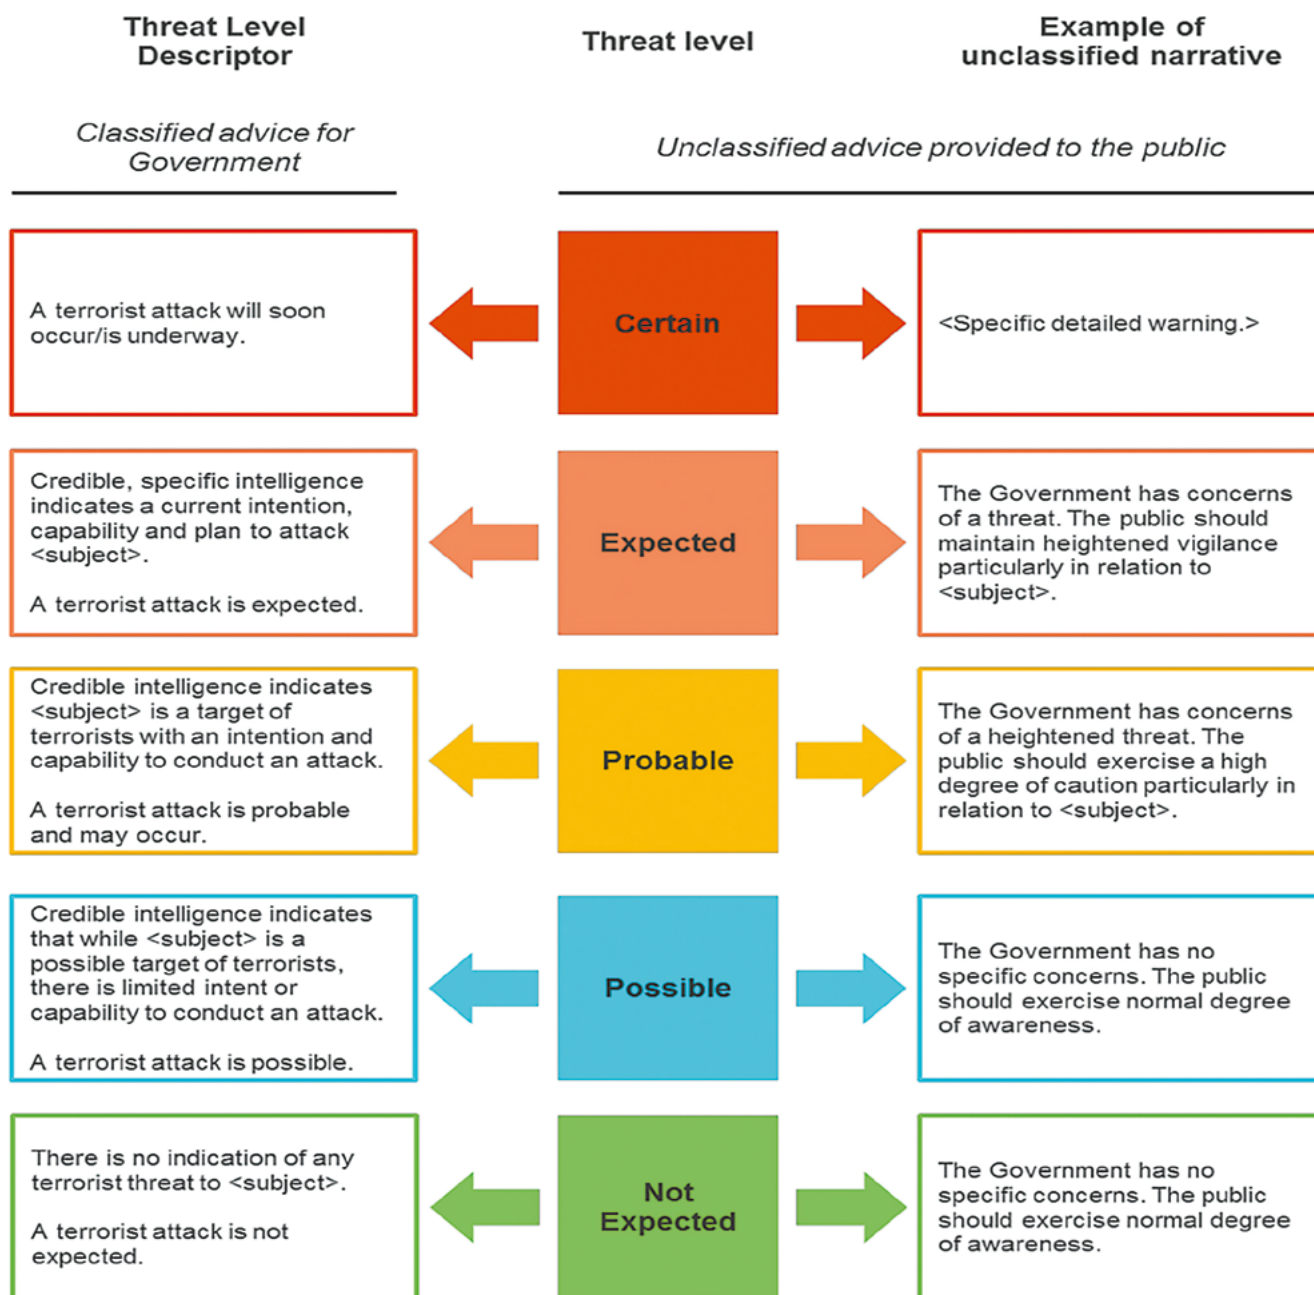 Threat Level
Descriptor
Threat level
Example of
unclassified narrative
Classified advice for
Government
Unclassified advice provided to the public
A terrorist attack will soon
occur/is underway.
Certain
<Specific detailed warning.>
Credible, specific intelligence
indicates a current intention,
capability and plan to attack
<subject>.
A terrorist attack is expected.
Expected
The Government has concerns
of a threat. The public should
maintain heightened vigilance
particularly in relation to
<subject>.
Credible intelligence indicates
<subject> is a target of
terrorists with an intention and
capability to conduct an attack.
A terrorist attack is probable
and may occur.
Probable
The Government has concerns
of a heightened threat. The
public should exercise a high
degree of caution particularly in
relation to <subject>.
Credible intelligence indicates
that while <subject> is a
possible target of terrorists,
there is limited intent or
capability to conduct an attack.
A terrorist attack is possible.
Possible
The Government has no
specific concerns. The public
should exercise normal degree
of awareness.
There is no indication of any
terrorist threat to <subject>.
A terrorist attack is not
expected.
Not
Expected
The Government has no
specific concerns. The public
should exercise normal degree
of awareness.